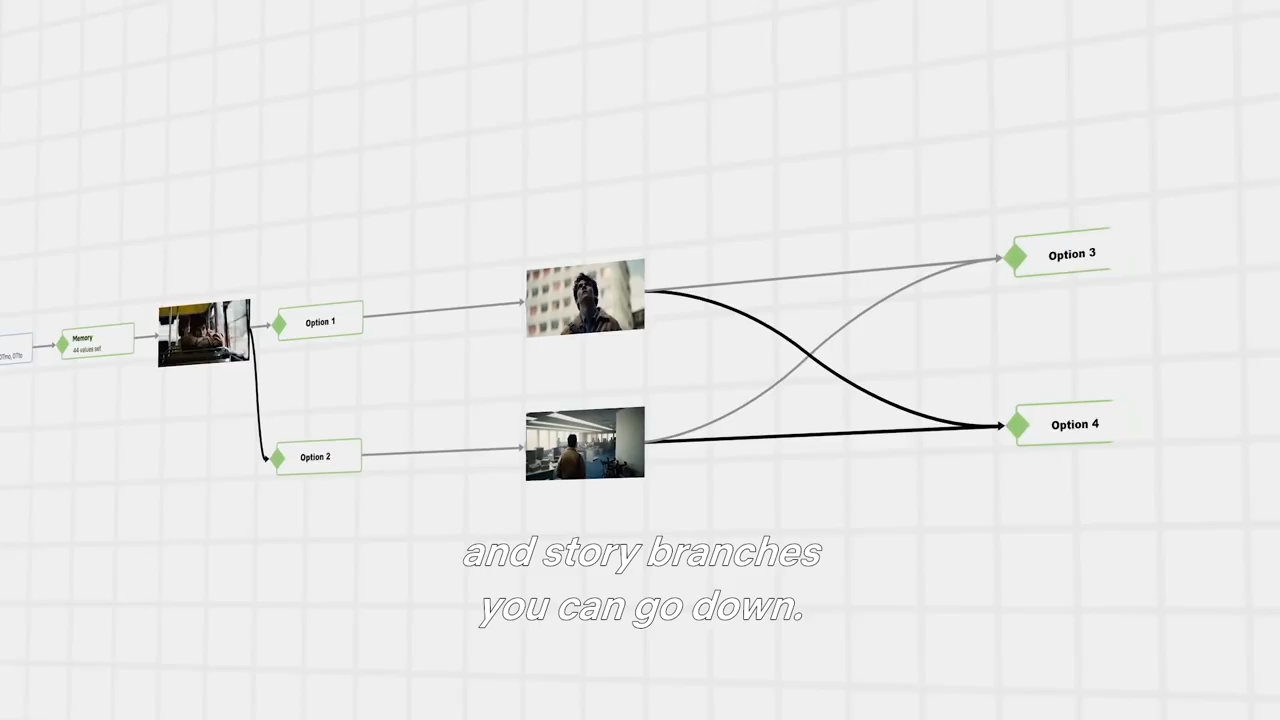 Option 3
Option 1
Memory
44 values set
Option 4
Option 2
and story branches
you can go down.